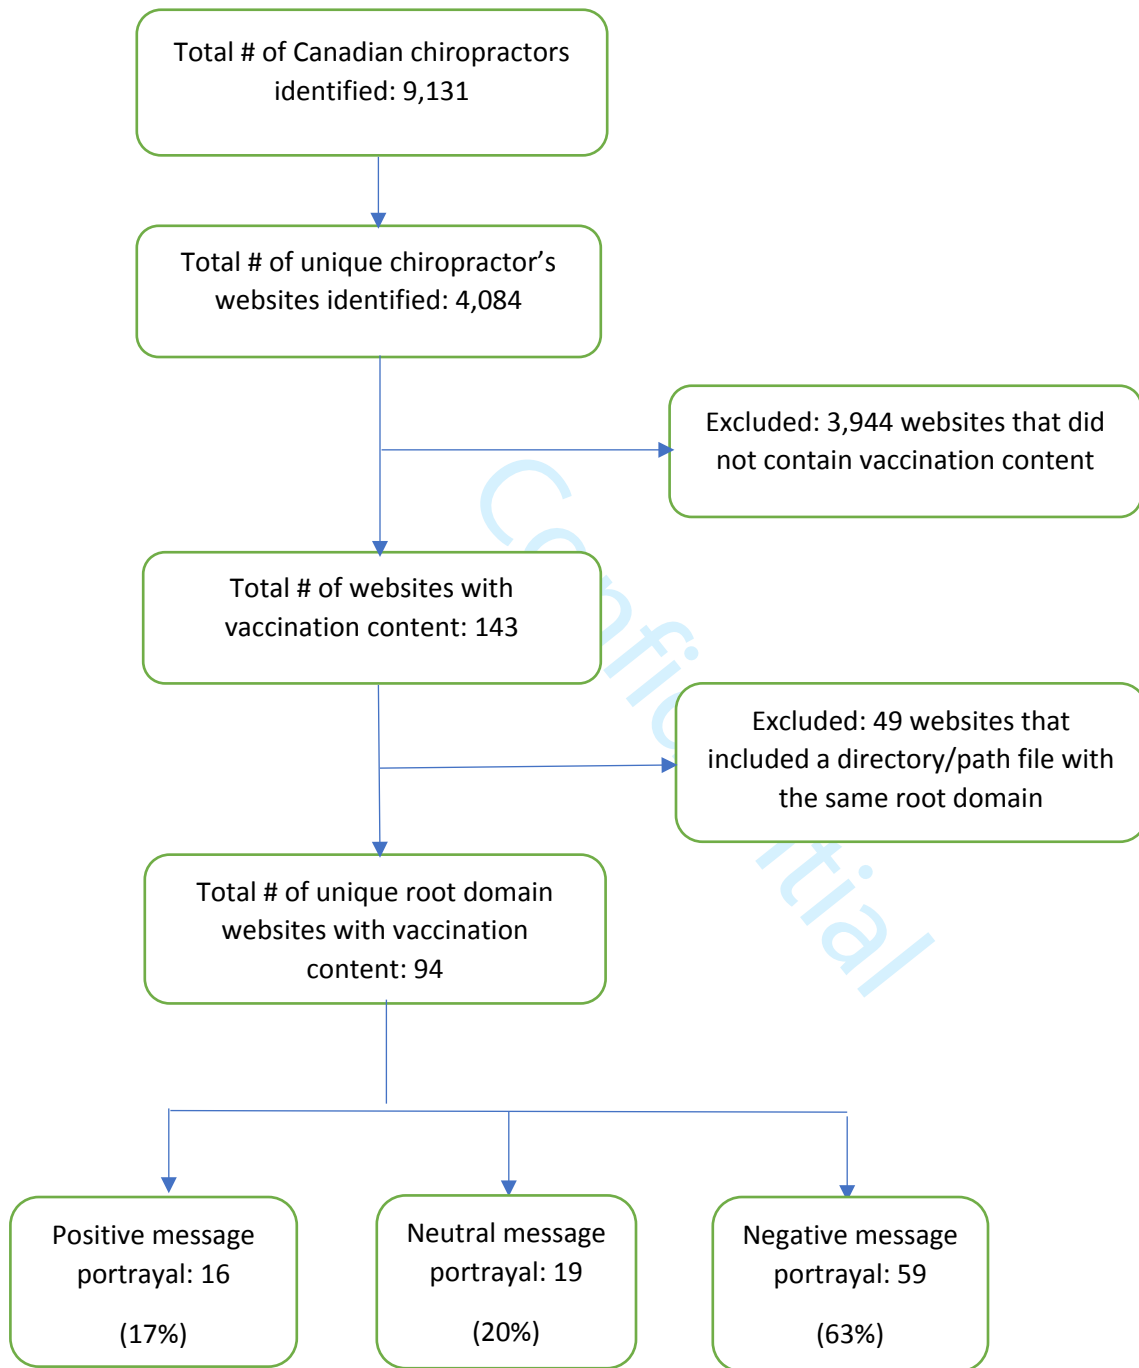 Total # of Canadian chiropractors
identified: 9,131
Total # of unique chiropractor’s
websites identified: 4,084
Excluded: 3,944 websites that did
not contain vaccination content
Total # of websites with
vaccination content: 143
Excluded: 49 websites that
included a directory/path file with
the same root domain
Total # of unique root domain
websites with vaccination
content: 94
Positive message
portrayal: 16
(17%)
Neutral message
portrayal: 19
(20%)
Negative message
portrayal: 59
(63%)
Confidential